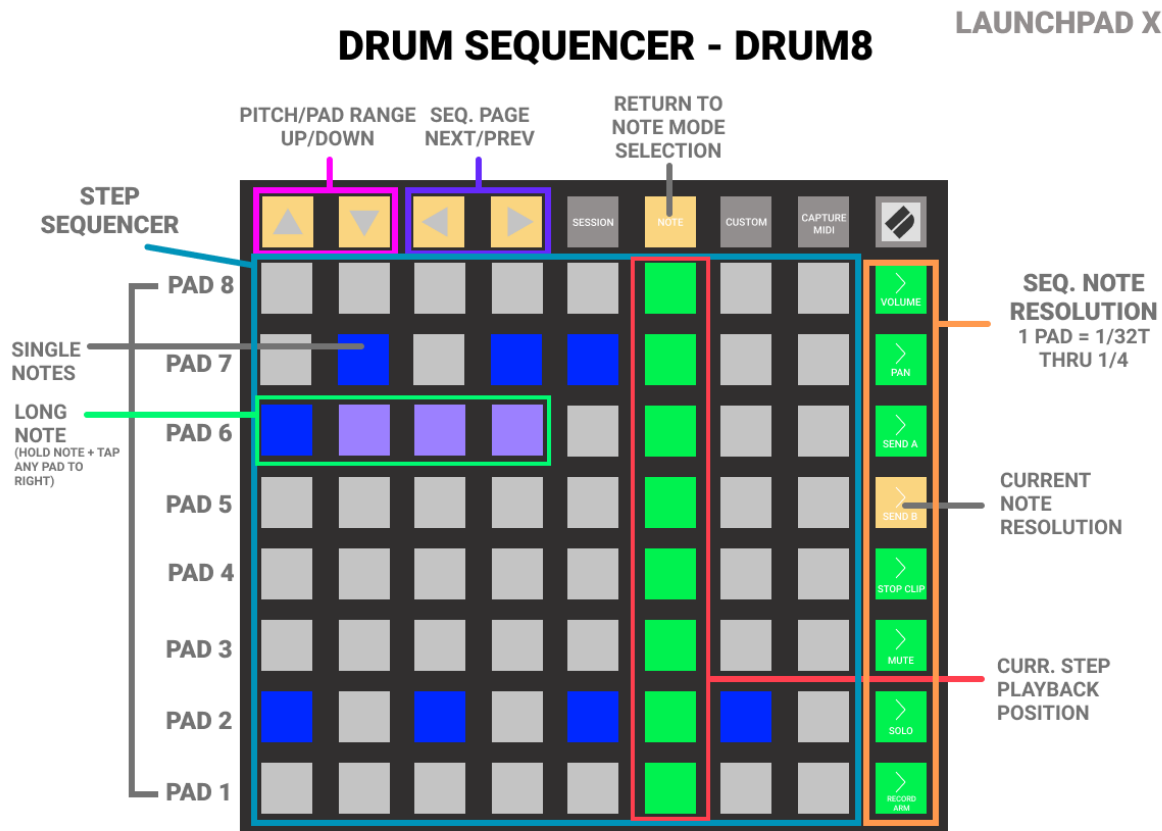 LAUNCHPAD X
DRUM SEQUENCER - DRUM8
PITCH/PAD RANGE
UP/DOWN
SEQ. PAGE
NEXT/PREV
RETURN TO
NOTE MODE
SELECTION
STEP
SEQUENCER
SESSION
NOTE
CUSTOM
CAPTURE
MIDI
PAD 8
VOLUME
SEQ. NOTE
RESOLUTION
1 PAD = 1/32T
THRU 1/4
SINGLE
NOTES
PAD 7
PAN
LONG
NOTE
(HOLD NOTE + TAP
ANY PAD TO
RIGHT)
PAD 6
SEND A
PAD 5
SEND B
CURRENT
NOTE
RESOLUTION
PAD 4
STOP CLIP
PAD 3
MUTE
CURR. STEP
PLAYBACK
POSITION
PAD 2
SOLO
PAD 1
RECORD
ARM